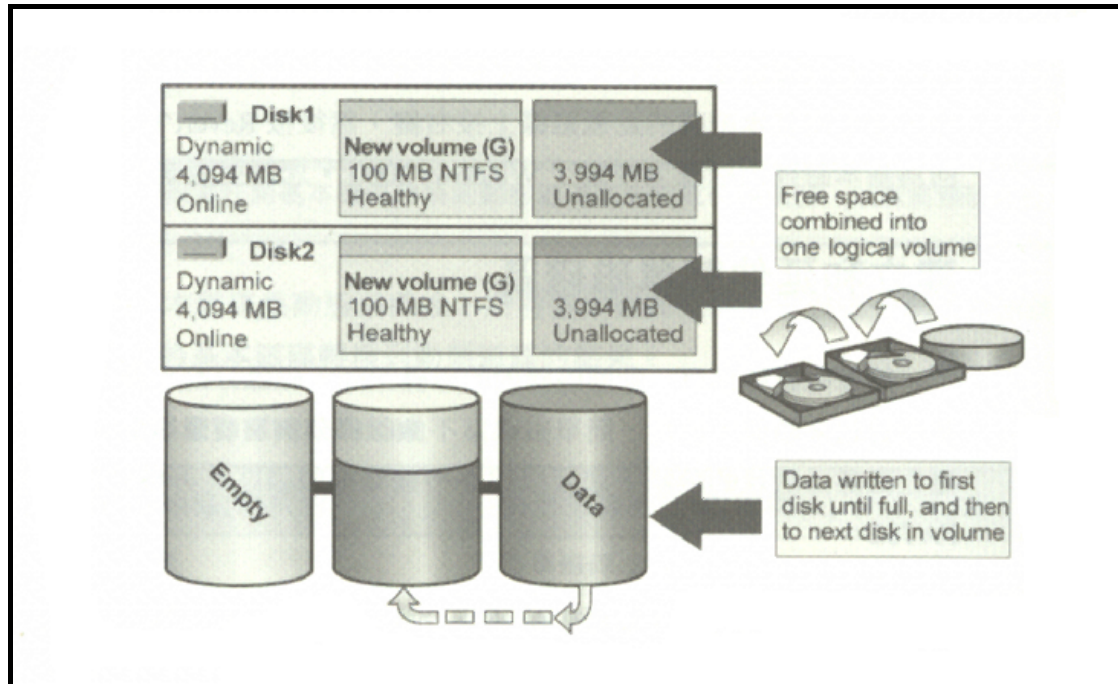 Disk1
Dynamic
4,094 MB
Online
New volume (G)
100 MB NTFS
Healthy
3,994 MB
Unallocated
Disk2
Dynamic
4,094 MB
Online
New volume (G)
100 MB NTFS
Healthy
3,994 MB
Unallocated
Free space
combined into
one logical volume
Empty
Data
Data written to first
disk until full, and then
to next disk in volume